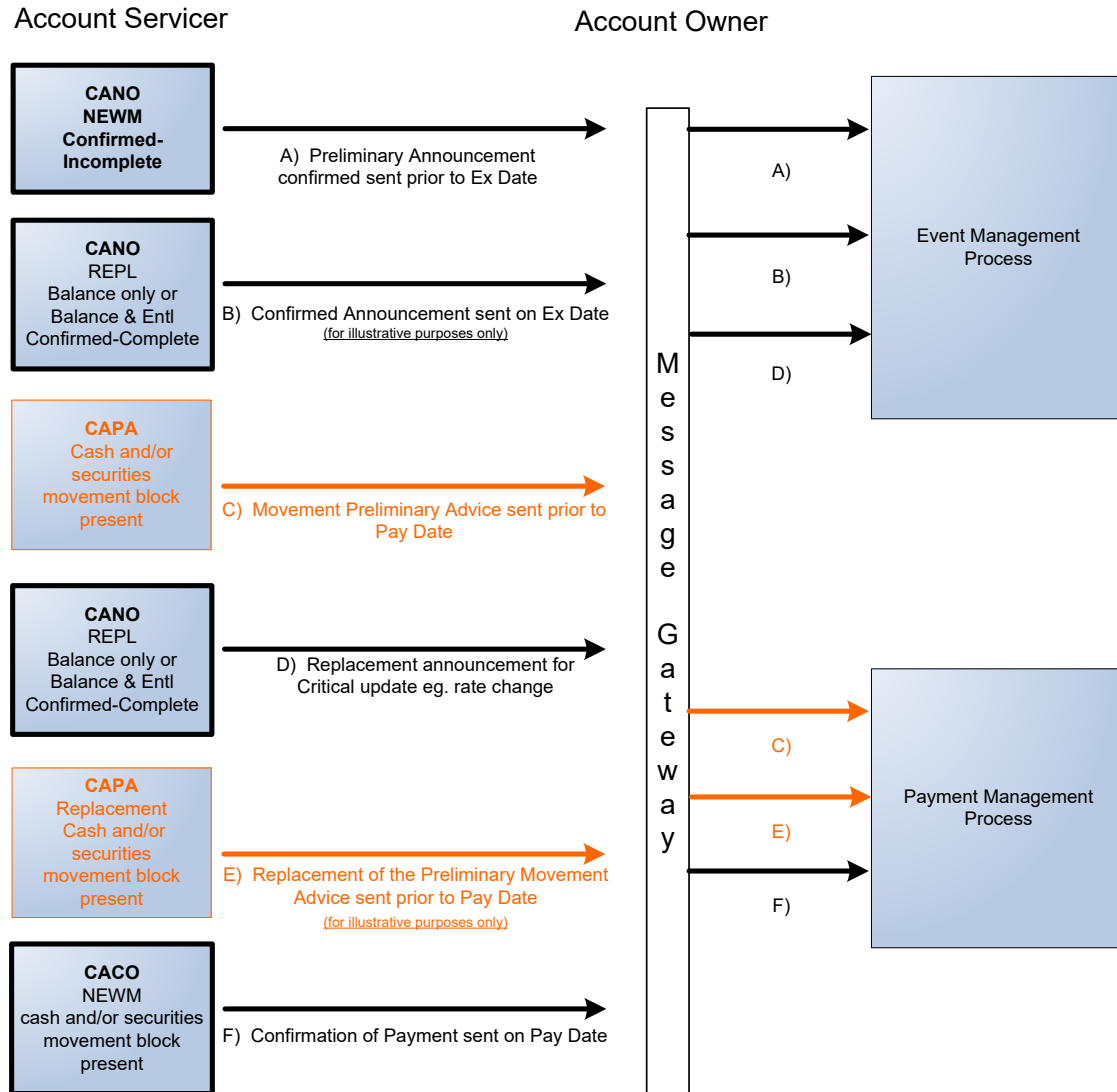 Account Servicer
Account Owner
CANO
NEWM
Confirmed-
Incomplete
A) Preliminary Announcement
confirmed sent prior to Ex Date
CANO
REPL
Balance only or
Balance & Entl
Confirmed-Complete
B) Confirmed Announcement sent on Ex Date
(for illustrative purposes only)
CAPA
Cash and/or
securities
movement block
present
C) Movement Preliminary Advice sent prior to
Pay Date
CANO
REPL
Balance only or
Balance & Entl
Confirmed-Complete
D) Replacement announcement for
Critical update eg. rate change
CAPA
Replacement
Cash and/or
securities
movement block
present
E) Replacement of the Preliminary Movement
Advice sent prior to Pay Date
(for illustrative purposes only)
CACO
NEWM
cash and/or securities
movement block
present
F) Confirmation of Payment sent on Pay Date
Message Gateway
A)
B)
D)
Event Management
Process
C)
E)
F)
Payment Management
Process